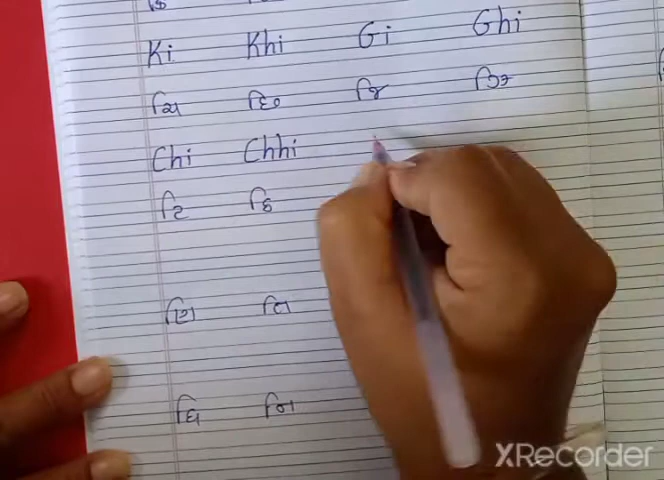 Ki Khi Gi Ghi
ચિ છિ જિ ઝિ
Chi Chhi
ટિ ઠિ
ણિ તિ
ધિ નિ
XRecorder